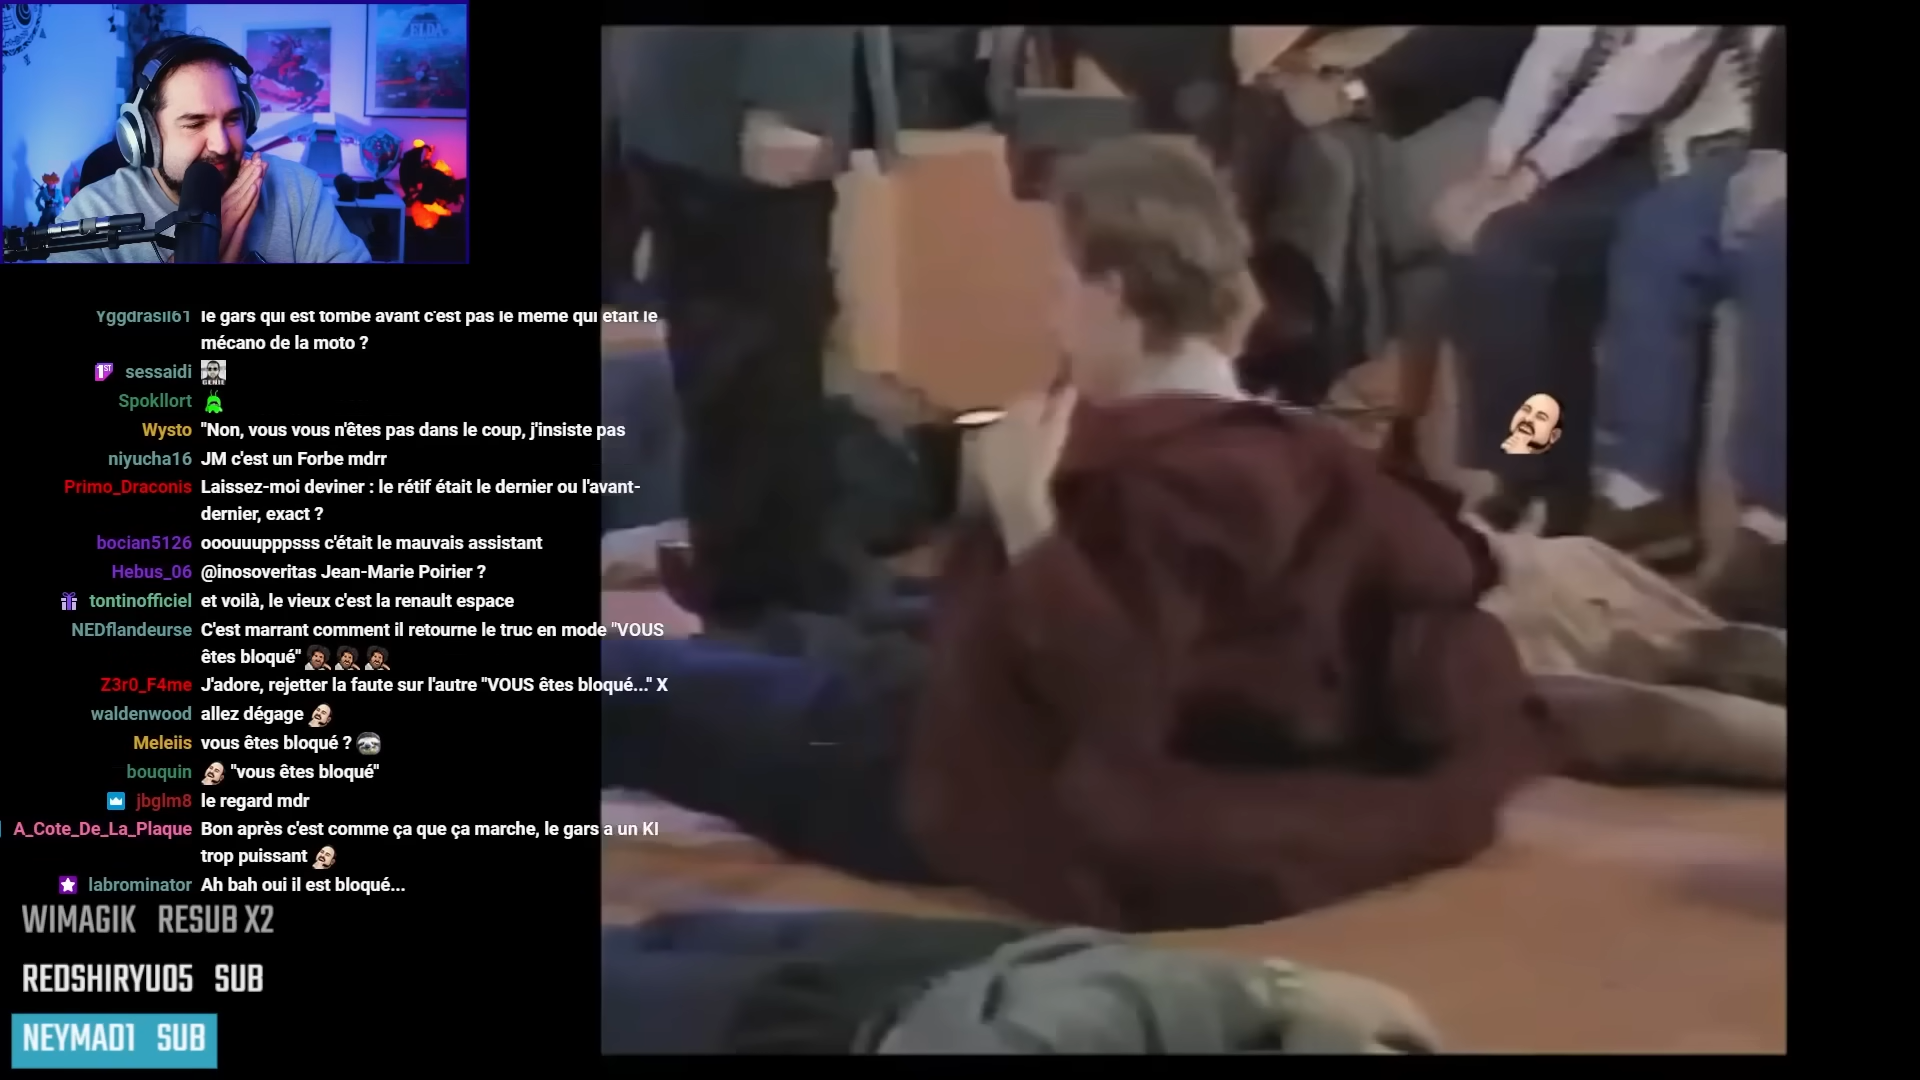 ELDA
Yggdrasil61 le gars qui est tombe avant c'est pas le meme qui etait le
mécano de la moto ?
1ST sessaidi GENIE
Spokllort
Wysto "Non, vous vous n'êtes pas dans le coup, j'insiste pas
niyucha16 JM c'est un Forbe mdrr
Primo_Draconis Laissez-moi deviner : le rétif était le dernier ou l'avant-
dernier, exact ?
bocian5126 ooouuupppsss c'était le mauvais assistant
Hebus_06 @inosoveritas Jean-Marie Poirier ?
tontinofficiel et voilà, le vieux c'est la renault espace
NEDflandeurse C'est marrant comment il retourne le truc en mode "VOUS
êtes bloqué"
Z3r0_F4me J'adore, rejetter la faute sur l'autre "VOUS êtes bloqué..." X
waldenwood allez dégage
Meleiis vous êtes bloqué ?
bouquin "vous êtes bloqué"
jbglm8 le regard mdr
A_Cote_De_La_Plaque Bon après c'est comme ça que ça marche, le gars a un KI
trop puissant
labrominator Ah bah oui il est bloqué...
WIMAGIK RESUB X2
REDSHIRYU05 SUB
NEYMAD1 SUB